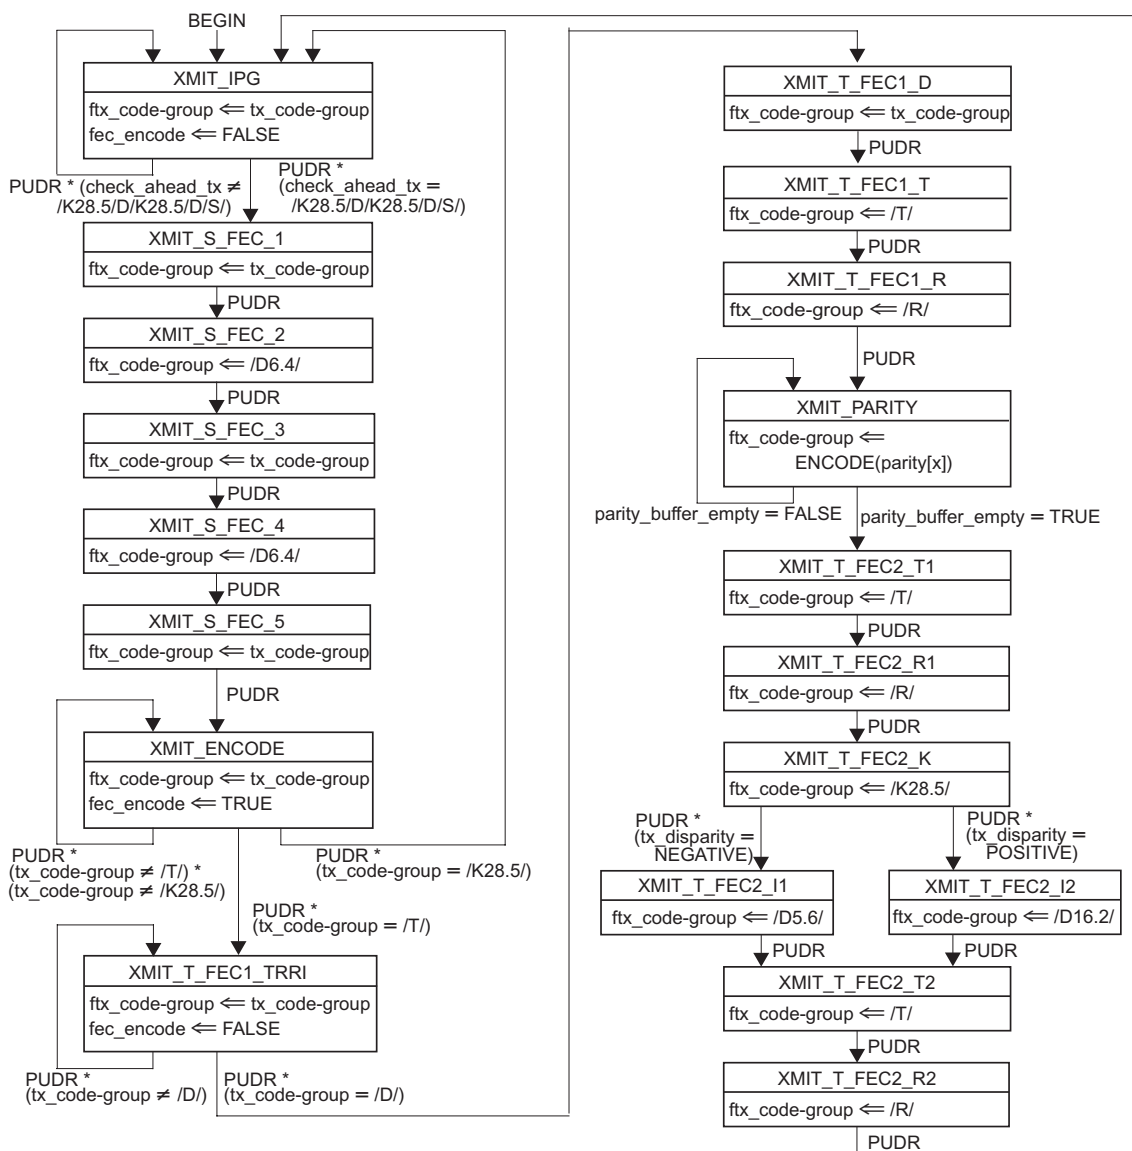 BEGIN
XMIT_IPG
ftx_code-group ⇐ tx_code-group
fec_encode ⇐ FALSE
PUDR * (check_ahead_tx ≠
/K28.5/D/K28.5/D/S/)
PUDR *
(check_ahead_tx =
/K28.5/D/K28.5/D/S/)
XMIT_S_FEC_1
ftx_code-group ⇐ tx_code-group
PUDR
XMIT_S_FEC_2
ftx_code-group ⇐ /D6.4/
PUDR
XMIT_S_FEC_3
ftx_code-group ⇐ tx_code-group
PUDR
XMIT_S_FEC_4
ftx_code-group ⇐ /D6.4/
PUDR
XMIT_S_FEC_5
ftx_code-group ⇐ tx_code-group
PUDR
XMIT_ENCODE
ftx_code-group ⇐ tx_code-group
fec_encode ⇐ TRUE
PUDR *
(tx_code-group ≠ /T/) *
(tx_code-group ≠ /K28.5/)
PUDR *
(tx_code-group = /K28.5/)
PUDR *
(tx_code-group = /T/)
XMIT_T_FEC1_TRRI
ftx_code-group ⇐ tx_code-group
fec_encode ⇐ FALSE
PUDR *
(tx_code-group ≠ /D/)
PUDR *
(tx_code-group = /D/)
XMIT_T_FEC1_D
ftx_code-group ⇐ tx_code-group
PUDR
XMIT_T_FEC1_T
ftx_code-group ⇐ /T/
PUDR
XMIT_T_FEC1_R
ftx_code-group ⇐ /R/
PUDR
XMIT_PARITY
ftx_code-group ⇐
ENCODE(parity[x])
parity_buffer_empty = FALSE
parity_buffer_empty = TRUE
XMIT_T_FEC2_T1
ftx_code-group ⇐ /T/
PUDR
XMIT_T_FEC2_R1
ftx_code-group ⇐ /R/
PUDR
XMIT_T_FEC2_K
ftx_code-group ⇐ /K28.5/
PUDR *
(tx_disparity =
NEGATIVE)
PUDR *
(tx_disparity =
POSITIVE)
XMIT_T_FEC2_I1
ftx_code-group ⇐ /D5.6/
PUDR
XMIT_T_FEC2_I2
ftx_code-group ⇐ /D16.2/
PUDR
XMIT_T_FEC2_T2
ftx_code-group ⇐ /T/
PUDR
XMIT_T_FEC2_R2
ftx_code-group ⇐ /R/
PUDR